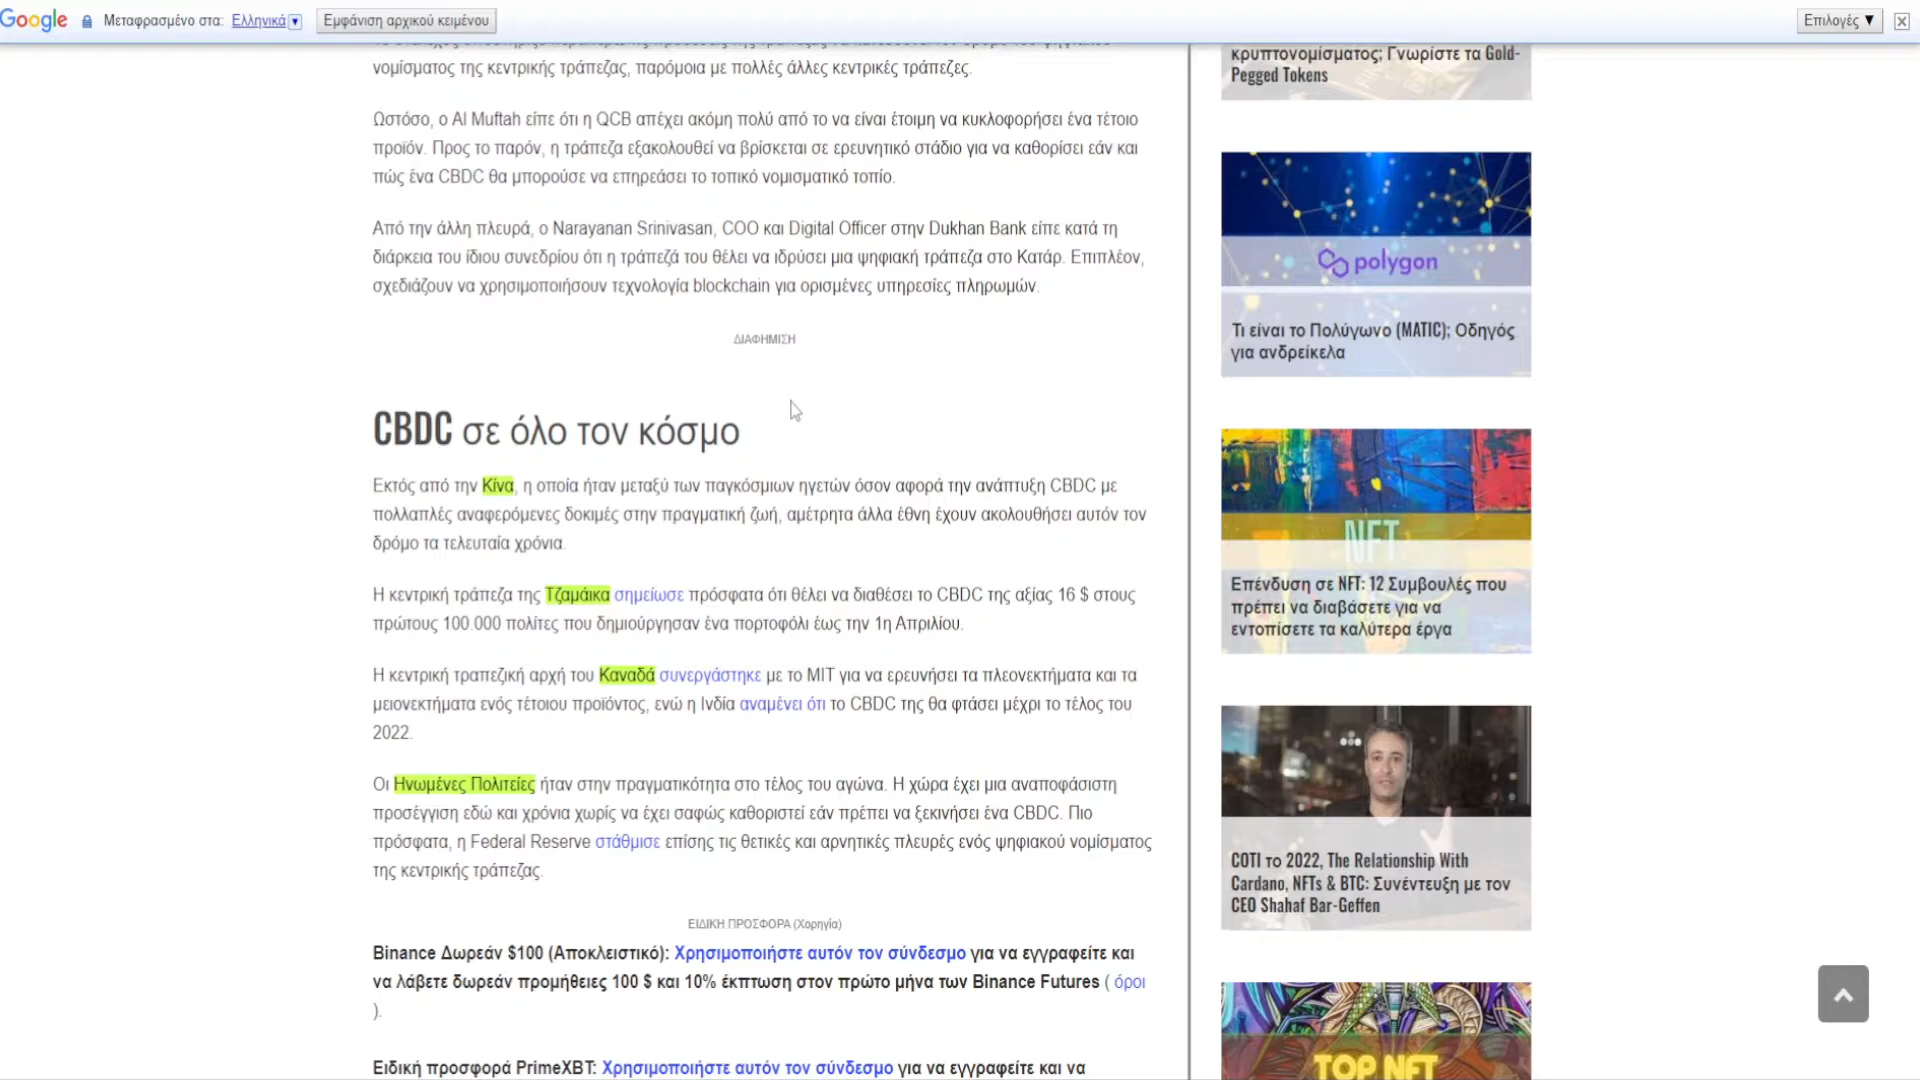 Google
Μεταφρασμένο στα: Ελληνικά
Εμφάνιση αρχικού κειμένου
Επιλογές ▼
νομίσματος της κεντρικής τράπεζας, παρόμοια με πολλές άλλες κεντρικές τράπεζες.
Ωστόσο, ο Al Muftah είπε ότι η QCB απέχει ακόμη πολύ από το να είναι έτοιμη να κυκλοφορήσει ένα τέτοιο
προϊόν. Προς το παρόν, η τράπεζα εξακολουθεί να βρίσκεται σε ερευνητικό στάδιο για να καθορίσει εάν και
πώς ένα CBDC θα μπορούσε να επηρεάσει το τοπικό νομισματικό τοπίο.
Από την άλλη πλευρά, ο Narayanan Srinivasan, COO και Digital Officer στην Dukhan Bank είπε κατά τη
διάρκεια του ίδιου συνεδρίου ότι η τράπεζά του θέλει να ιδρύσει μια ψηφιακή τράπεζα στο Κατάρ. Επιπλέον,
σχεδιάζουν να χρησιμοποιήσουν τεχνολογία blockchain για ορισμένες υπηρεσίες πληρωμών.
ΔΙΑΦΗΜΙΣΗ
CBDC σε όλο τον κόσμο
Εκτός από την Κίνα, η οποία ήταν μεταξύ των παγκόσμιων ηγετών όσον αφορά την ανάπτυξη CBDC με
πολλαπλές αναφερόμενες δοκιμές στην πραγματική ζωή, αμέτρητα άλλα έθνη έχουν ακολουθήσει αυτόν τον
δρόμο τα τελευταία χρόνια.
Η κεντρική τράπεζα της Τζαμάικα σημείωσε πρόσφατα ότι θέλει να διαθέσει το CBDC της αξίας 16 $ στους
πρώτους 100.000 πολίτες που δημιούργησαν ένα πορτοφόλι έως την 1η Απριλίου.
Η κεντρική τραπεζική αρχή του Καναδά συνεργάστηκε με το MIT για να ερευνήσει τα πλεονεκτήματα και τα
μειονεκτήματα ενός τέτοιου προϊόντος, ενώ η Ινδία αναμένει ότι το CBDC της θα φτάσει μέχρι το τέλος του
2022.
Οι Ηνωμένες Πολιτείες ήταν στην πραγματικότητα στο τέλος του αγώνα. Η χώρα έχει μια αναποφάσιστη
προσέγγιση εδώ και χρόνια χωρίς να έχει σαφώς καθοριστεί εάν πρέπει να ξεκινήσει ένα CBDC. Πιο
πρόσφατα, η Federal Reserve στάθμισε επίσης τις θετικές και αρνητικές πλευρές ενός ψηφιακού νομίσματος
της κεντρικής τράπεζας.
ΕΙΔΙΚΗ ΠΡΟΣΦΟΡΑ (Χορηγία)
Binance Δωρεάν $100 (Αποκλειστικό): Χρησιμοποιήστε αυτόν τον σύνδεσμο για να εγγραφείτε και
να λάβετε δωρεάν προμήθειες 100 $ και 10% έκπτωση στον πρώτο μήνα των Binance Futures ( όροι
).
Ειδική προσφορά PrimeXBT: Χρησιμοποιήστε αυτόν τον σύνδεσμο για να εγγραφείτε και να
κρυπτονομίσματος; Γνωρίστε τα Gold-
Pegged Tokens
polygon
Τι είναι το Πολύγωνο (MATIC); Οδηγός
για ανδρείκελα
NFT
Επένδυση σε NFT: 12 Συμβουλές που
πρέπει να διαβάσετε για να
εντοπίσετε τα καλύτερα έργα
COTI το 2022, The Relationship With
Cardano, NFTs & BTC: Συνέντευξη με τον
CEO Shahaf Bar-Geffen
TOP NFT